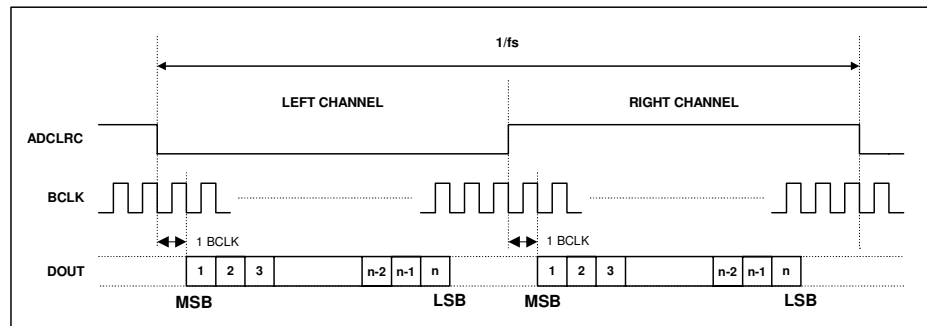 1/fs
LEFT CHANNEL RIGHT CHANNEL
ADCLRC
BCLK
1 BCLK 1 BCLK
DOUT 1 2 3 n-2 n-1 n 1 2 3 n-2 n-1 n
MSB LSB MSB LSB